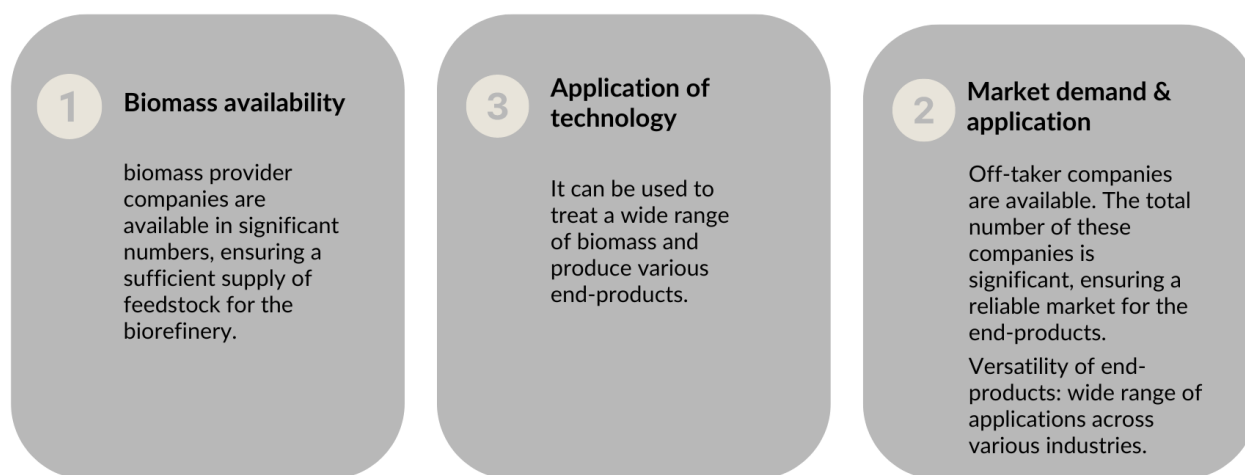 1
Biomass availability
biomass provider
companies are
available in significant
numbers, ensuring a
sufficient supply of
feedstock for the
biorefinery.
3
Application of
technology
It can be used to
treat a wide range
of biomass and
produce various
end-products.
2
Market demand &
application
Off-taker companies
are available. The total
number of these
companies is
significant, ensuring a
reliable market for the
end-products.
Versatility of end-
products: wide range of
applications across
various industries.